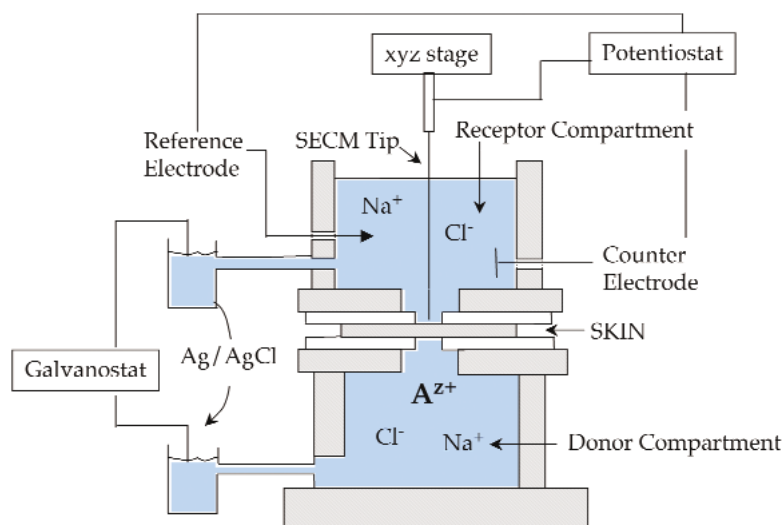 xyz stage
Potentiostat
Reference
Electrode
SECM Tip
Receptor Compartment
Na⁺
Cl⁻
Counter
Electrode
SKIN
Galvanostat
Ag/AgCl
Aᶻ⁺
Cl⁻
Na⁺
Donor Compartment